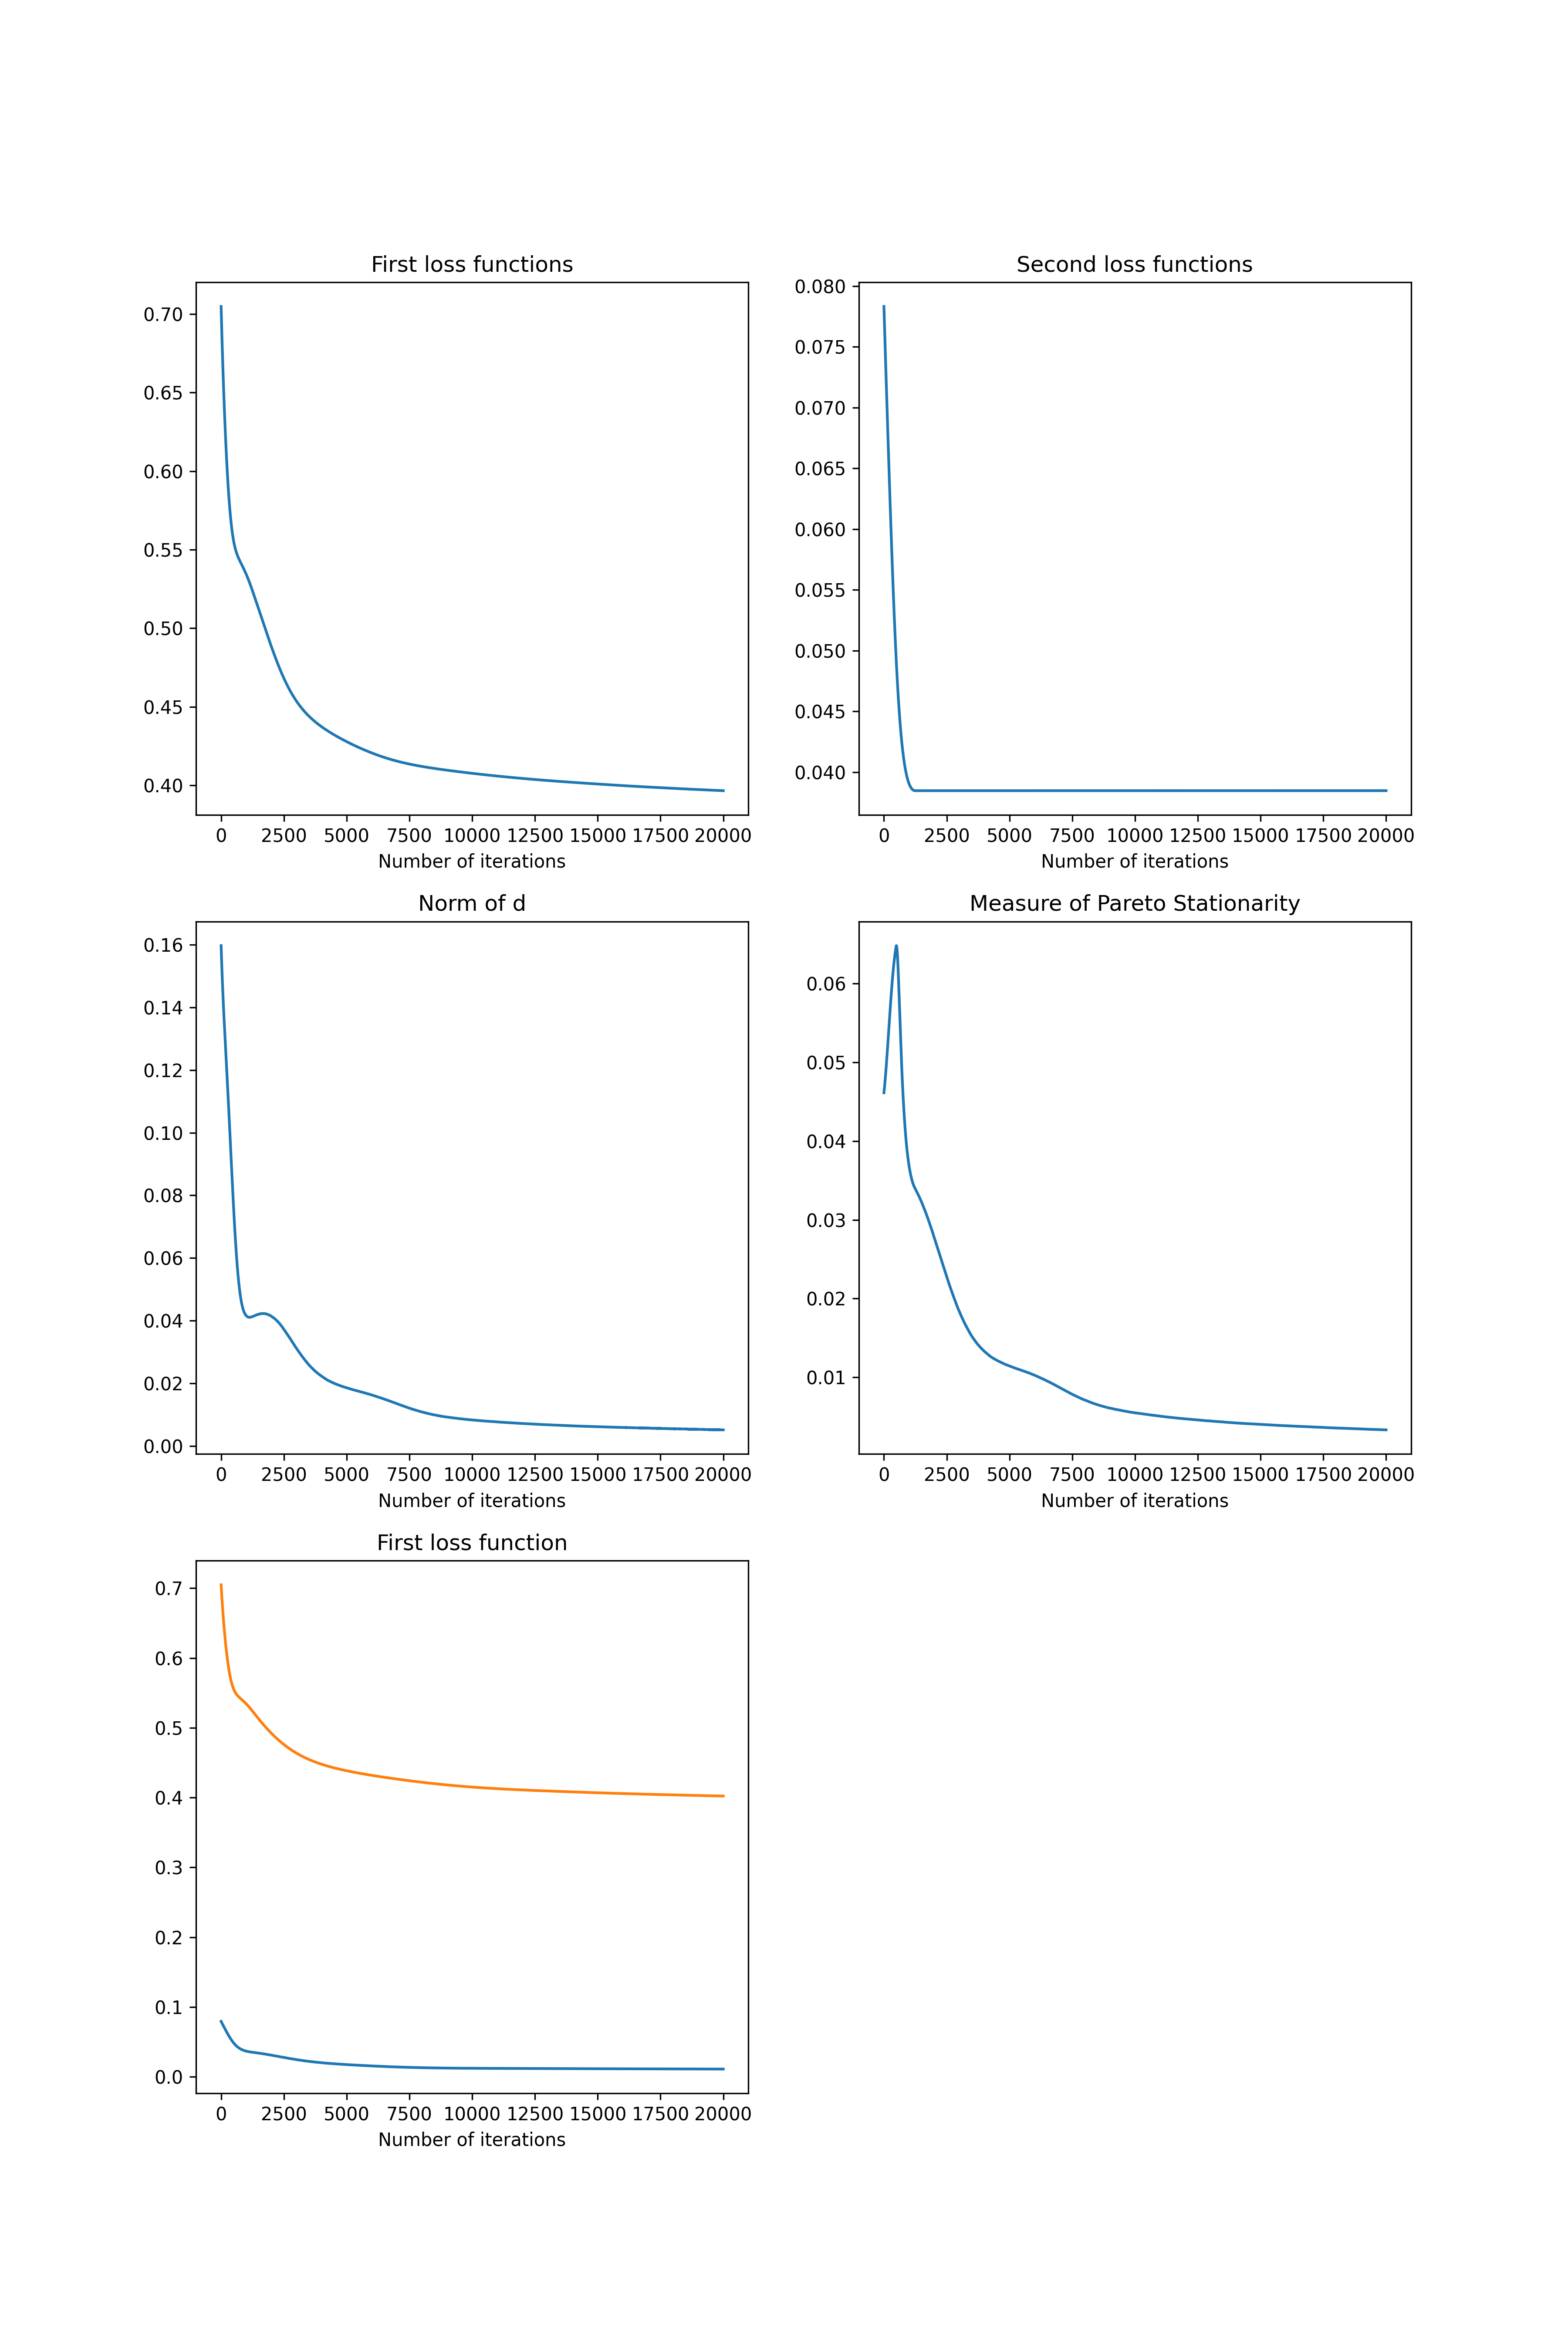 First loss functions
0.70
0.65
0.60
0.55
0.50
0.45
0.40
0 2500 5000 7500 10000 12500 15000 17500 20000
Number of iterations
Second loss functions
0.080
0.075
0.070
0.065
0.060
0.055
0.050
0.045
0.040
0 2500 5000 7500 10000 12500 15000 17500 20000
Number of iterations
Norm of d
0.16
0.14
0.12
0.10
0.08
0.06
0.04
0.02
0.00
0 2500 5000 7500 10000 12500 15000 17500 20000
Number of iterations
Measure of Pareto Stationarity
0.06
0.05
0.04
0.03
0.02
0.01
0 2500 5000 7500 10000 12500 15000 17500 20000
Number of iterations
First loss function
0.7
0.6
0.5
0.4
0.3
0.2
0.1
0.0
0 2500 5000 7500 10000 12500 15000 17500 20000
Number of iterations